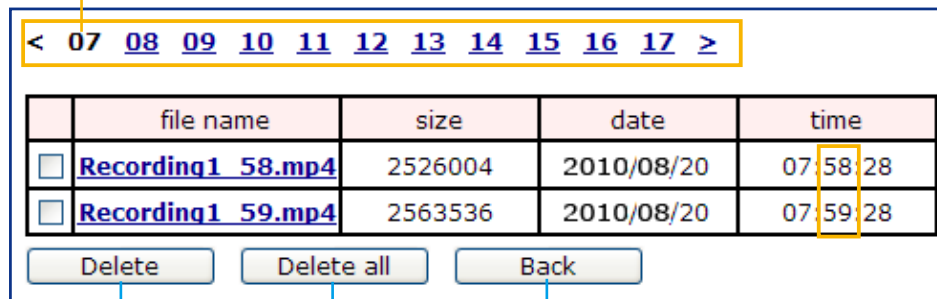 < 07 08 09 10 11 12 13 14 15 16 17 >
file name size date time
Recording1_58.mp4 2526004 2010/08/20 07:58:28
Recording1_59.mp4 2563536 2010/08/20 07:59:28
Delete Delete all Back